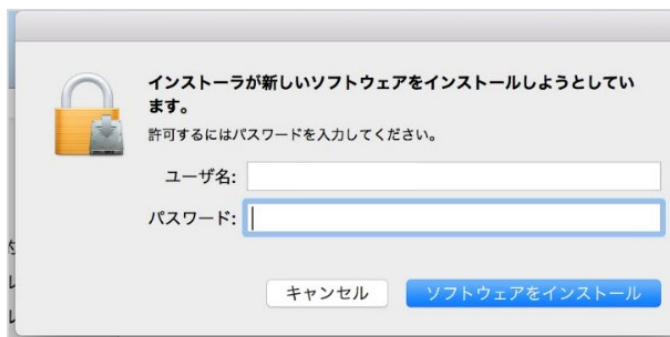 インストーラが新しいソフトウェアをインストールしようとしてい
ます。
許可するにはパスワードを入力してください。
ユーザ名:
パスワード:
キャンセル
ソフトウェアをインストール